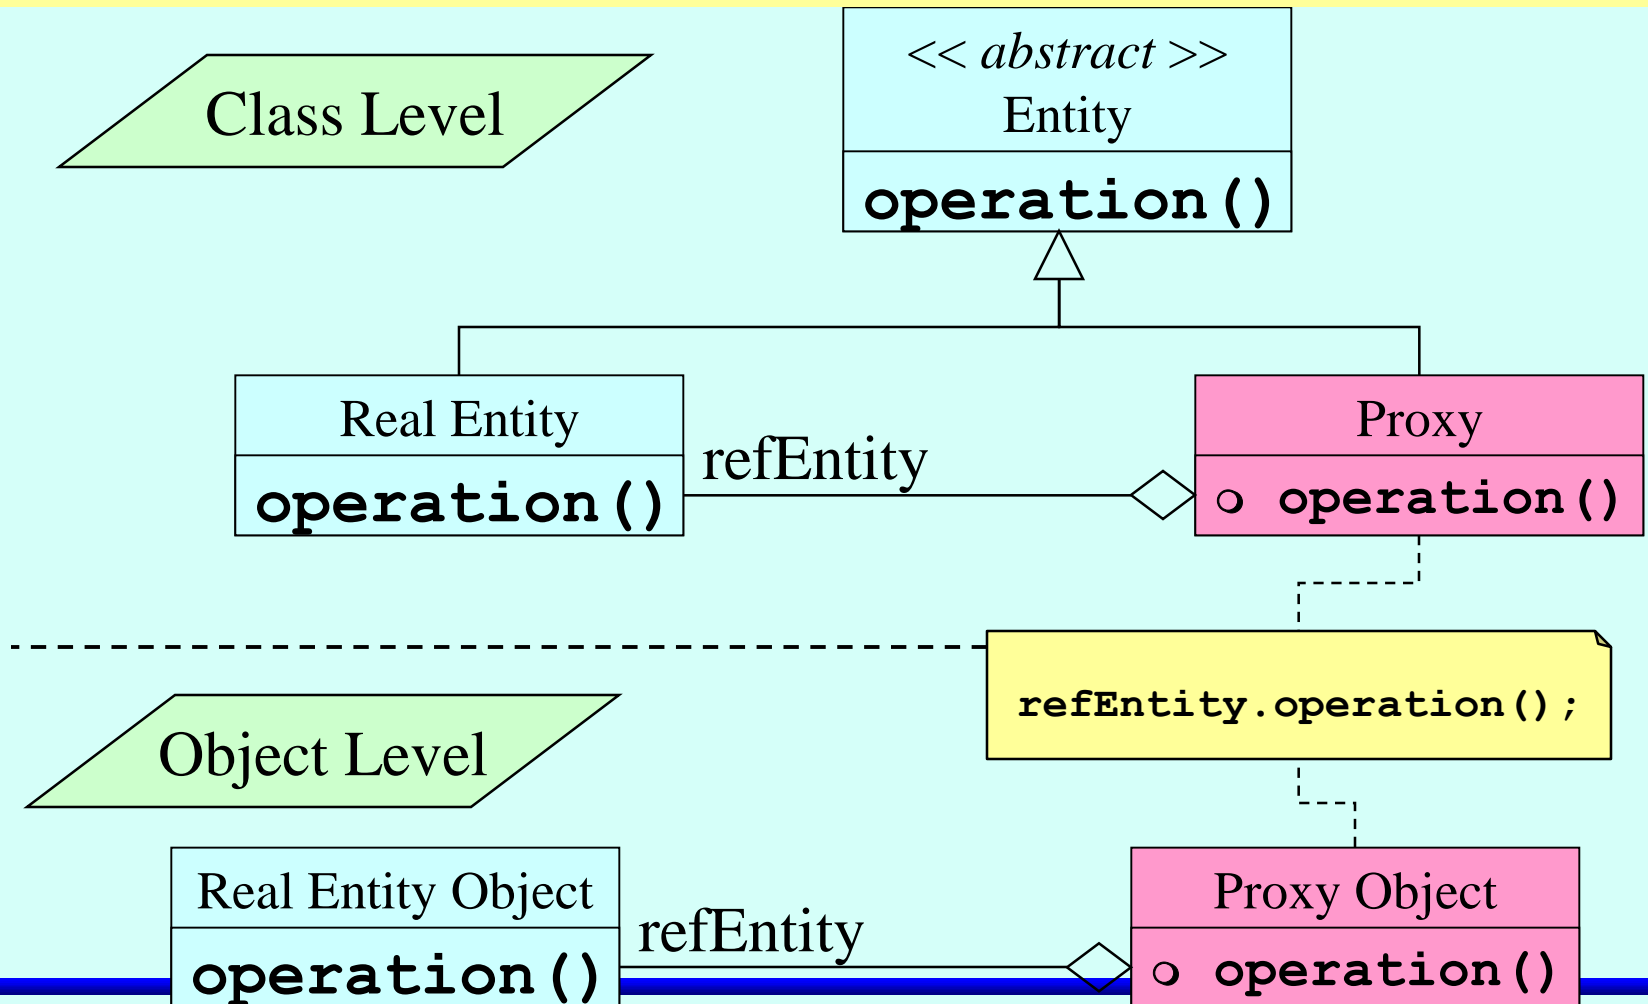 Class Level
<< abstract >>
Entity
operation()
Real Entity
operation()
refEntity
Proxy
operation()
refEntity.operation();
Object Level
Real Entity Object
operation()
refEntity
Proxy Object
operation()